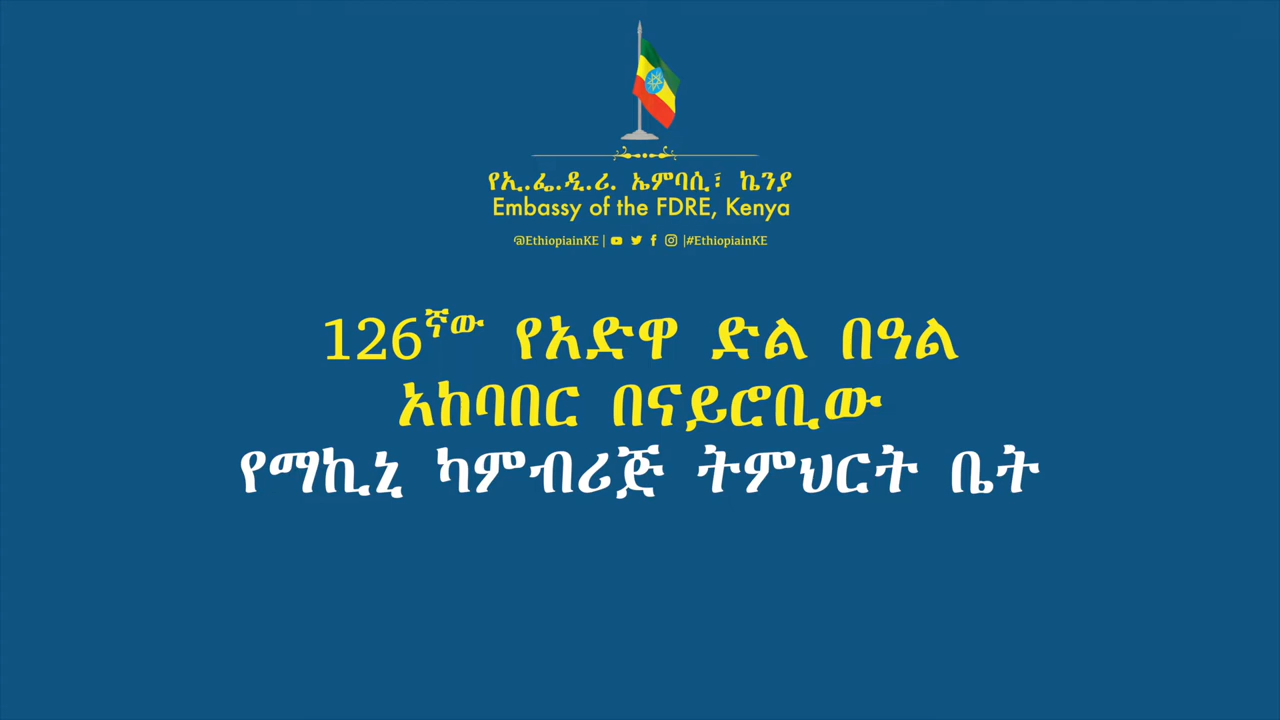 የኢ.ፌ.ዲ.ሪ. ኤምባሲ፣ ኬንያ
Embassy of the FDRE, Kenya
@EthiopiainKE | |#EthiopiainKE
126ኛው የአድዋ ድል በዓል
አከባበር በናይሮቢው
የማኪኒ ካምብሪጅ ትምህርት ቤት